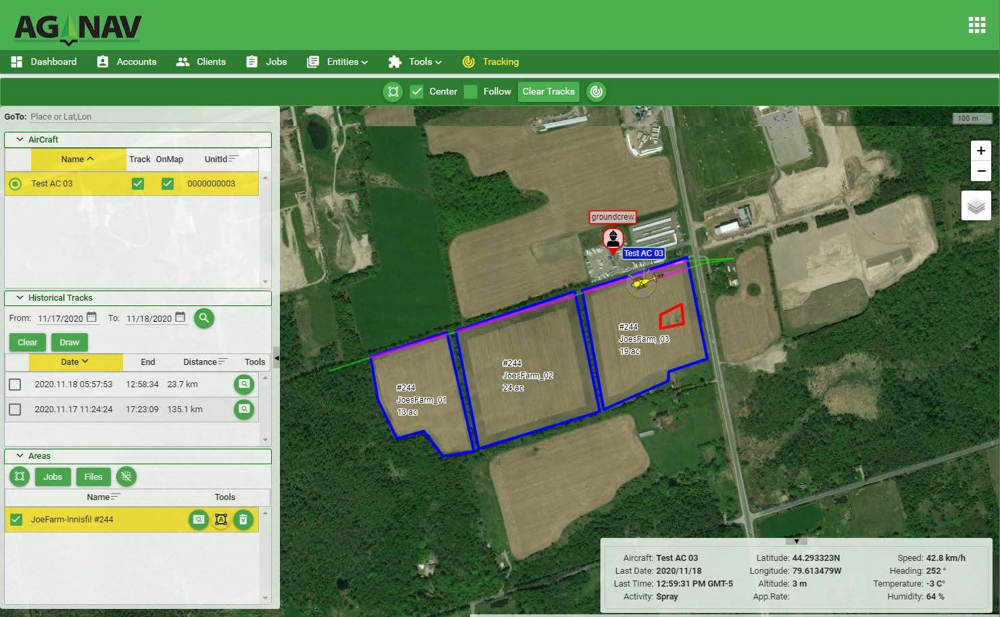 AG NAV
Dashboard Accounts Clients Jobs Entities Tools Tracking
Center Follow Clear Tracks
GoTo: Place or Lat,Lon
100 m
AirCraft
Name Track OnMap UnitId
Test AC 03 0000000003
+
−
groundcrew
Test AC 03
Historical Tracks
From: 11/17/2020 To: 11/18/2020
Clear Draw
Date End Distance Tools
2020.11.18 05:57:53 12:58:34 23.7 km
2020.11.17 11:24:24 17:23:09 135.1 km
#244
JoesFarm_03
19 ac
#244
JoesFarm_02
24 ac
#244
JoesFarm_01
13 ac
Areas
Jobs Files
Name Tools
JoeFarm-Innisfil #244 A
Aircraft: Test AC 03 Latitude: 44.293323N Speed: 42.8 km/h
Last Date: 2020/11/18 Longitude: 79.613479W Heading: 252 °
Last Time: 12:59:31 PM GMT-5 Altitude: 3 m Temperature: -3 C°
Activity: Spray App.Rate: Humidity: 64 %